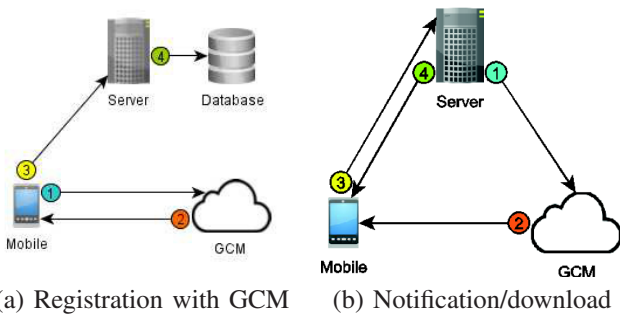 4
Server
Database
3
1
2
Mobile
GCM
(a) Registration with GCM
4
1
Server
3
2
Mobile
GCM
(b) Notification/download